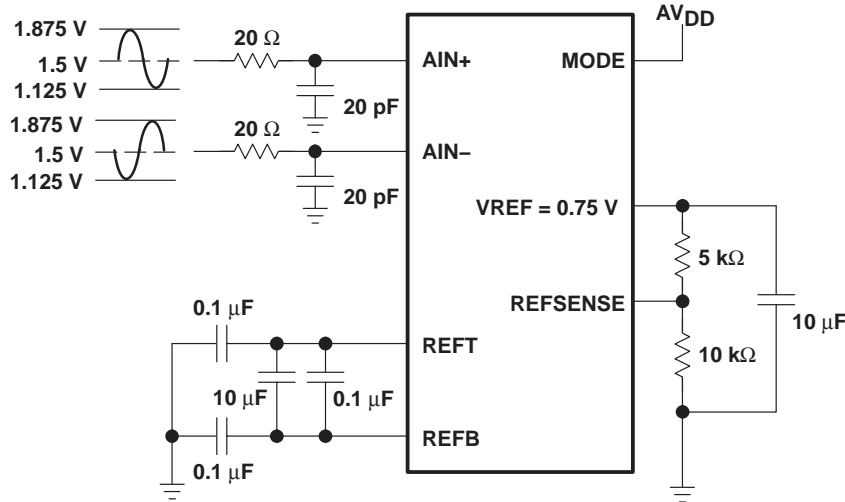 AVDD
1.875 V
1.5 V
1.125 V
20 Ω
20 pF
AIN+
MODE
1.875 V
1.5 V
1.125 V
20 Ω
20 pF
AIN−
VREF = 0.75 V
5 kΩ
REFSENSE
10 kΩ
10 μF
0.1 μF
REFT
10 μF
0.1 μF
REFB
0.1 μF